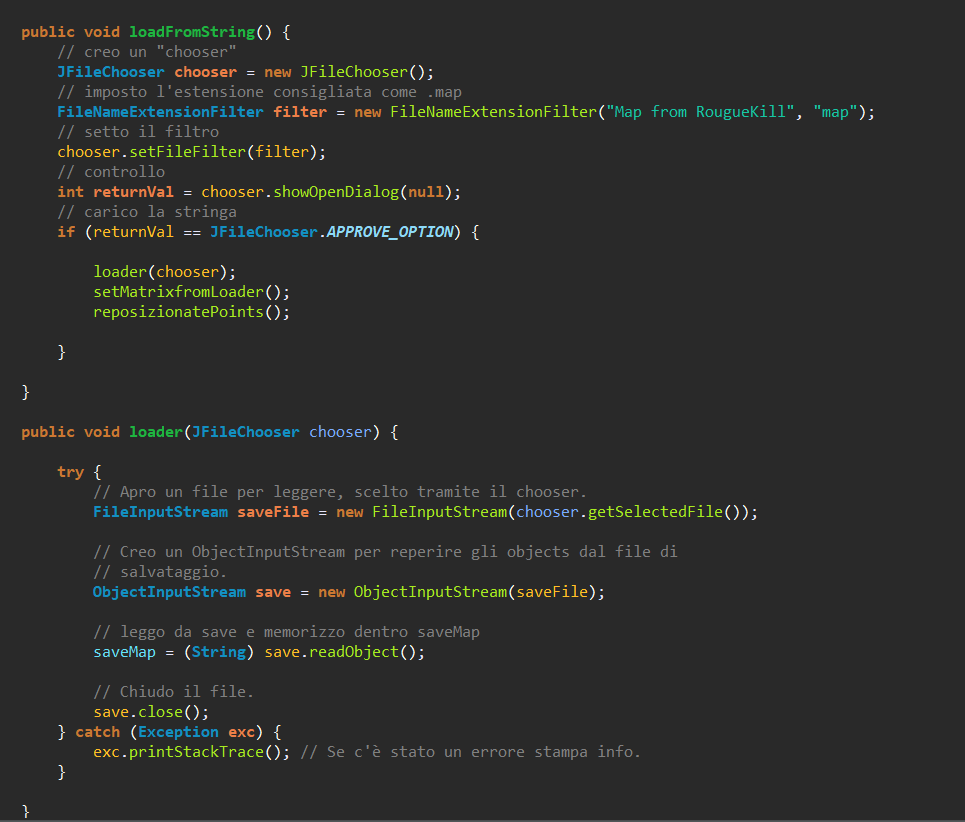 public void loadFromString() {
// creo un "chooser"
JFileChooser chooser = new JFileChooser();
// imposto l'estensione consigliata come .map
FileNameExtensionFilter filter = new FileNameExtensionFilter("Map from RougueKill", "map");
// setto il filtro
chooser.setFileFilter(filter);
// controllo
int returnVal = chooser.showOpenDialog(null);
// carico la stringa
if (returnVal == JFileChooser.APPROVE_OPTION) {
loader(chooser);
setMatrixfromLoader();
reposizionatePoints();
}
}
public void loader(JFileChooser chooser) {
try {
// Apro un file per leggere, scelto tramite il chooser.
FileInputStream saveFile = new FileInputStream(chooser.getSelectedFile());
// Creo un ObjectInputStream per reperire gli objects dal file di
// salvataggio.
ObjectInputStream save = new ObjectInputStream(saveFile);
// leggo da save e memorizzo dentro saveMap
saveMap = (String) save.readObject();
// Chiudo il file.
save.close();
} catch (Exception exc) {
exc.printStackTrace(); // Se c'è stato un errore stampa info.
}
}